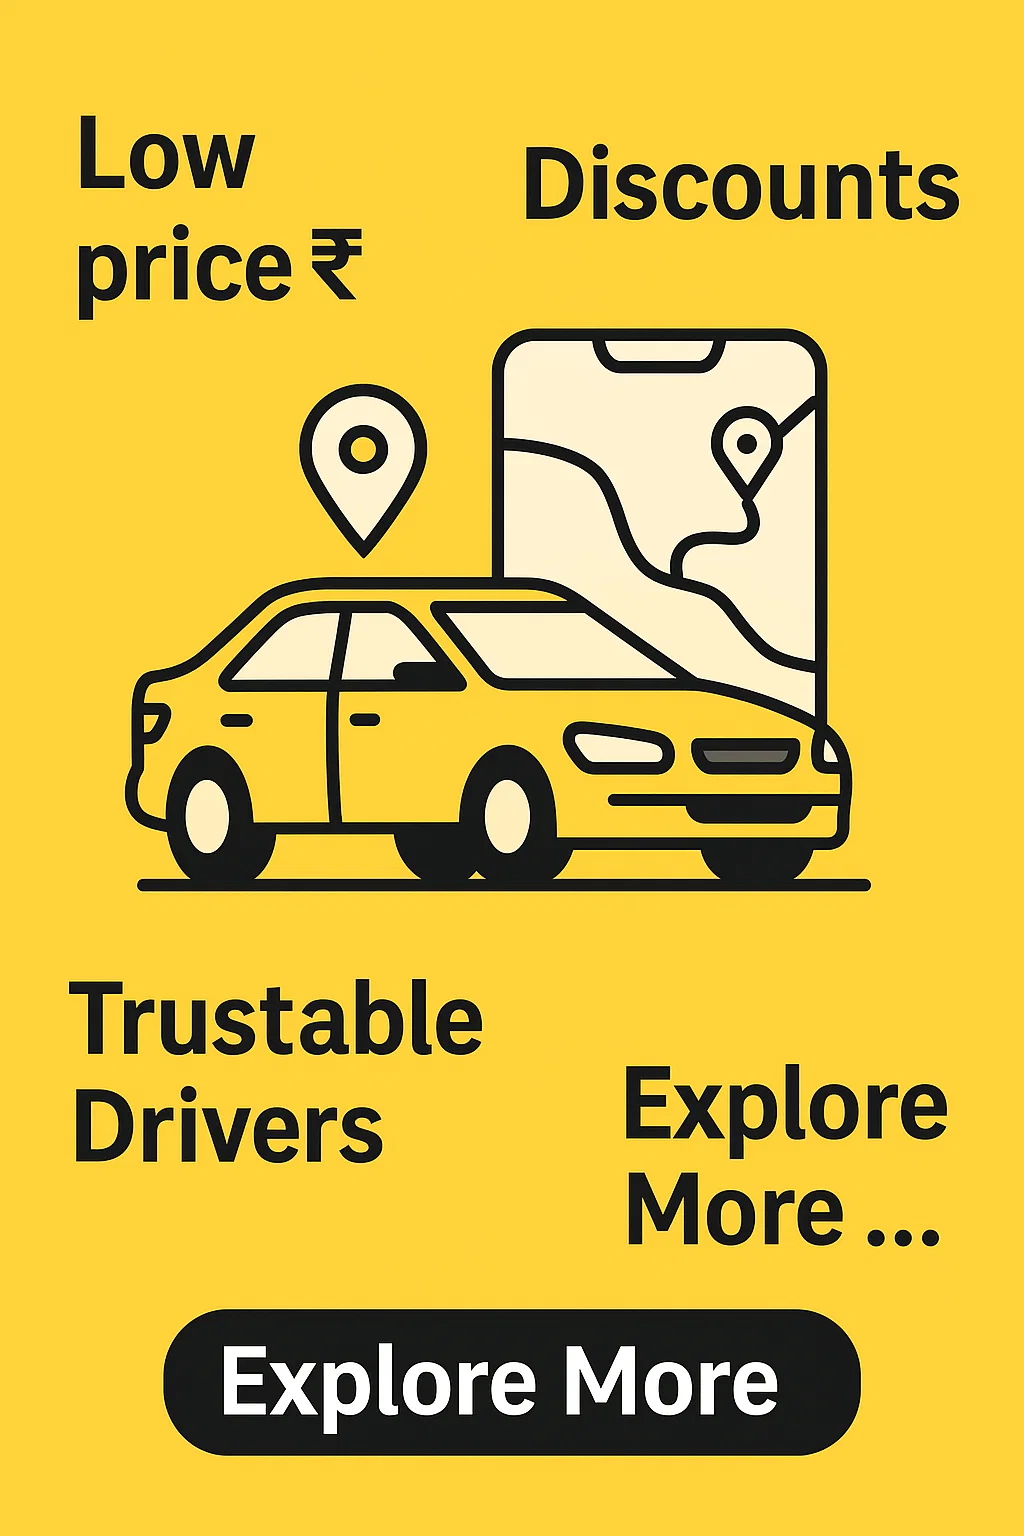 Low
price ₹
Discounts
Trustable
Drivers
Explore
More ...
Explore More